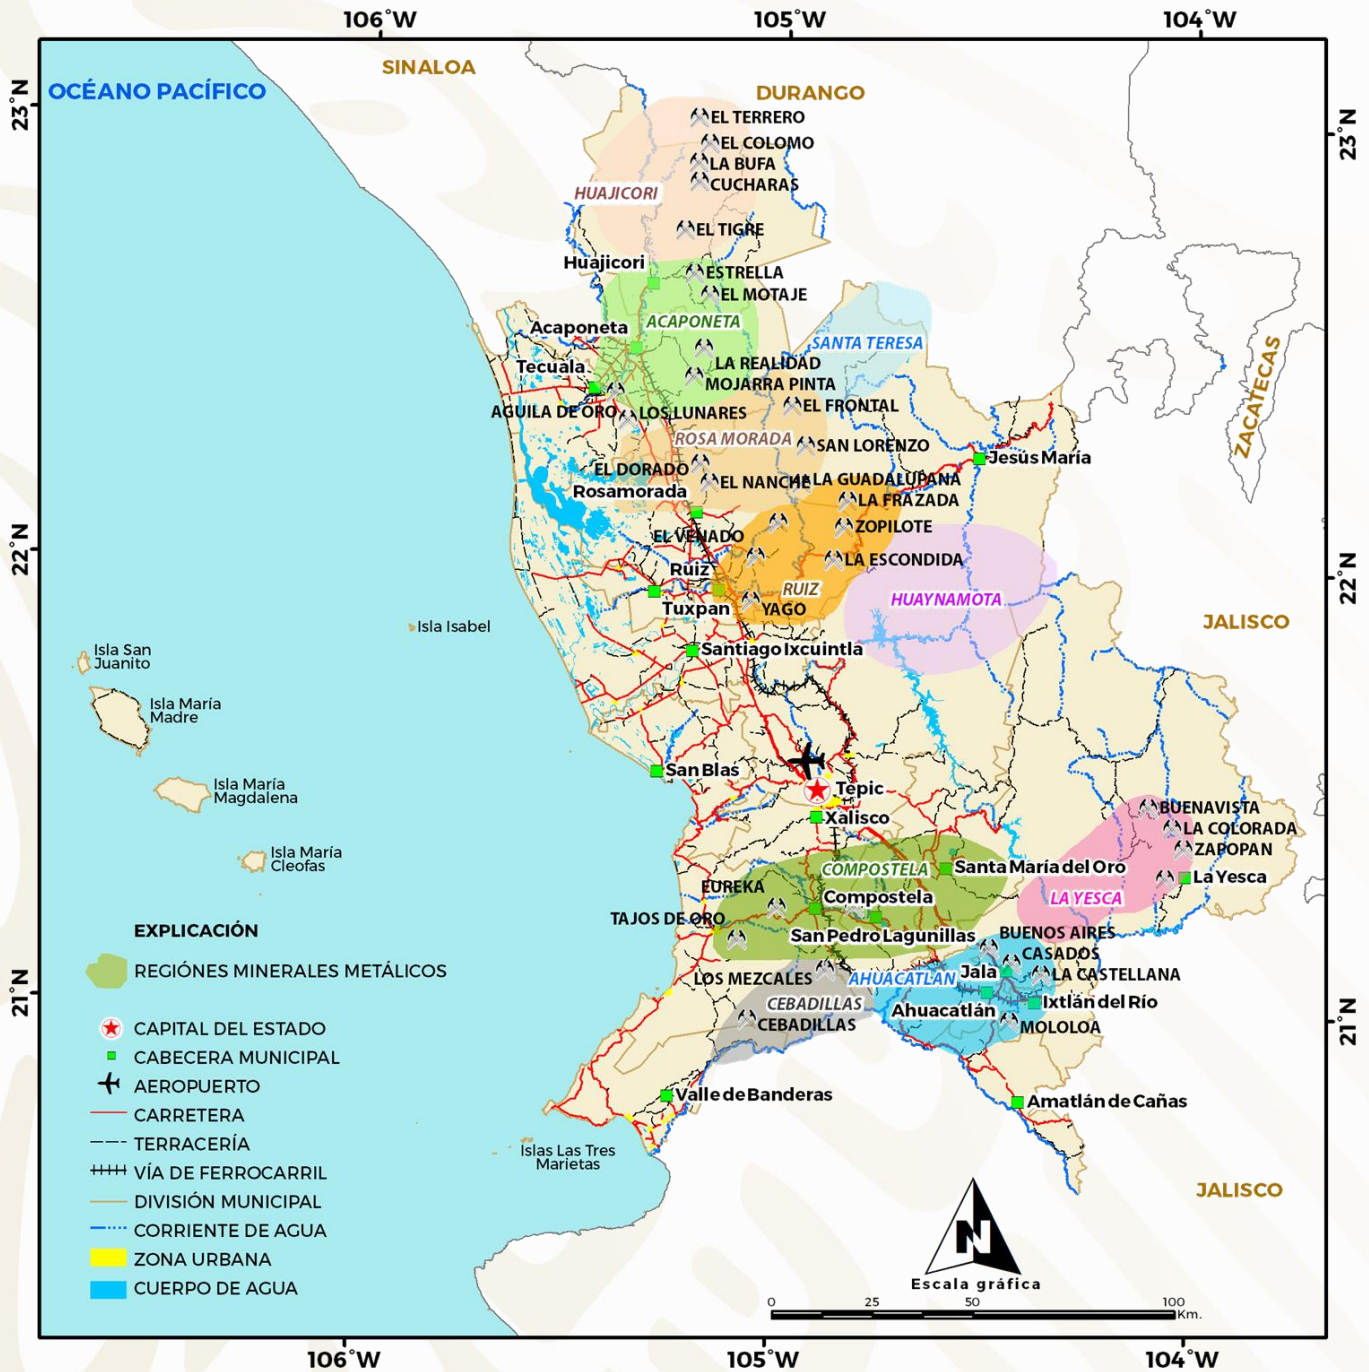 106°W
105°W
104°W
23°N
OCÉANO PACÍFICO
SINALOA
DURANGO
23°N
EL TERRERO
EL COLOMO
LA BUFA
CUCHARAS
HUAJICORI
EL TIGRE
Huajicori
ESTRELLA
EL MOTAJE
ACAPONETA
Acaponeta
SANTA TERESA
Tecuala
LA REALIDAD
MOJARRA PINTA
ZACATECAS
AGUILA DE ORO
LOS LUNARES
EL FRONTAL
ROSA MORADA
SAN LORENZO
Jesús María
EL DORADO
EL NANCHE
LA GUADALUPANA
Rosamorada
LA FRAZADA
ZOPILOTE
EL VENADO
22°N
LA ESCONDIDA
22°N
Ruiz
RUIZ
HUAYNAMOTA
Tuxpan
YAGO
JALISCO
Isla Isabel
Santiago Ixcuintla
Isla San
Juanito
Isla María
Madre
San Blas
Tepic
Isla María
Magdalena
Xalisco
BUENAVISTA
LA COLORADA
ZAPOPAN
Isla María
Cleofas
COMPOSTELA
Santa María del Oro
La Yesca
EUREKA
Compostela
LA YESCA
TAJOS DE ORO
San Pedro Lagunillas
BUENOS AIRES
CASADOS
EXPLICACIÓN
REGIÓNES MINERALES METÁLICOS
LOS MEZCALES
AHUACATLAN
Jala
LA CASTELLANA
21°N
CEBADILLAS
Ahuacatlán
Ixtlán del Río
21°N
CEBADILLAS
MOLOLOA
CAPITAL DEL ESTADO
CABECERA MUNICIPAL
AEROPUERTO
Valle de Banderas
Amatlán de Cañas
CARRETERA
TERRACERÍA
Islas Las Tres
Marietas
VÍA DE FERROCARRIL
DIVISIÓN MUNICIPAL
JALISCO
CORRIENTE DE AGUA
ZONA URBANA
CUERPO DE AGUA
N
Escala gráfica
0 25 50 100
Km.
106°W
105°W
104°W